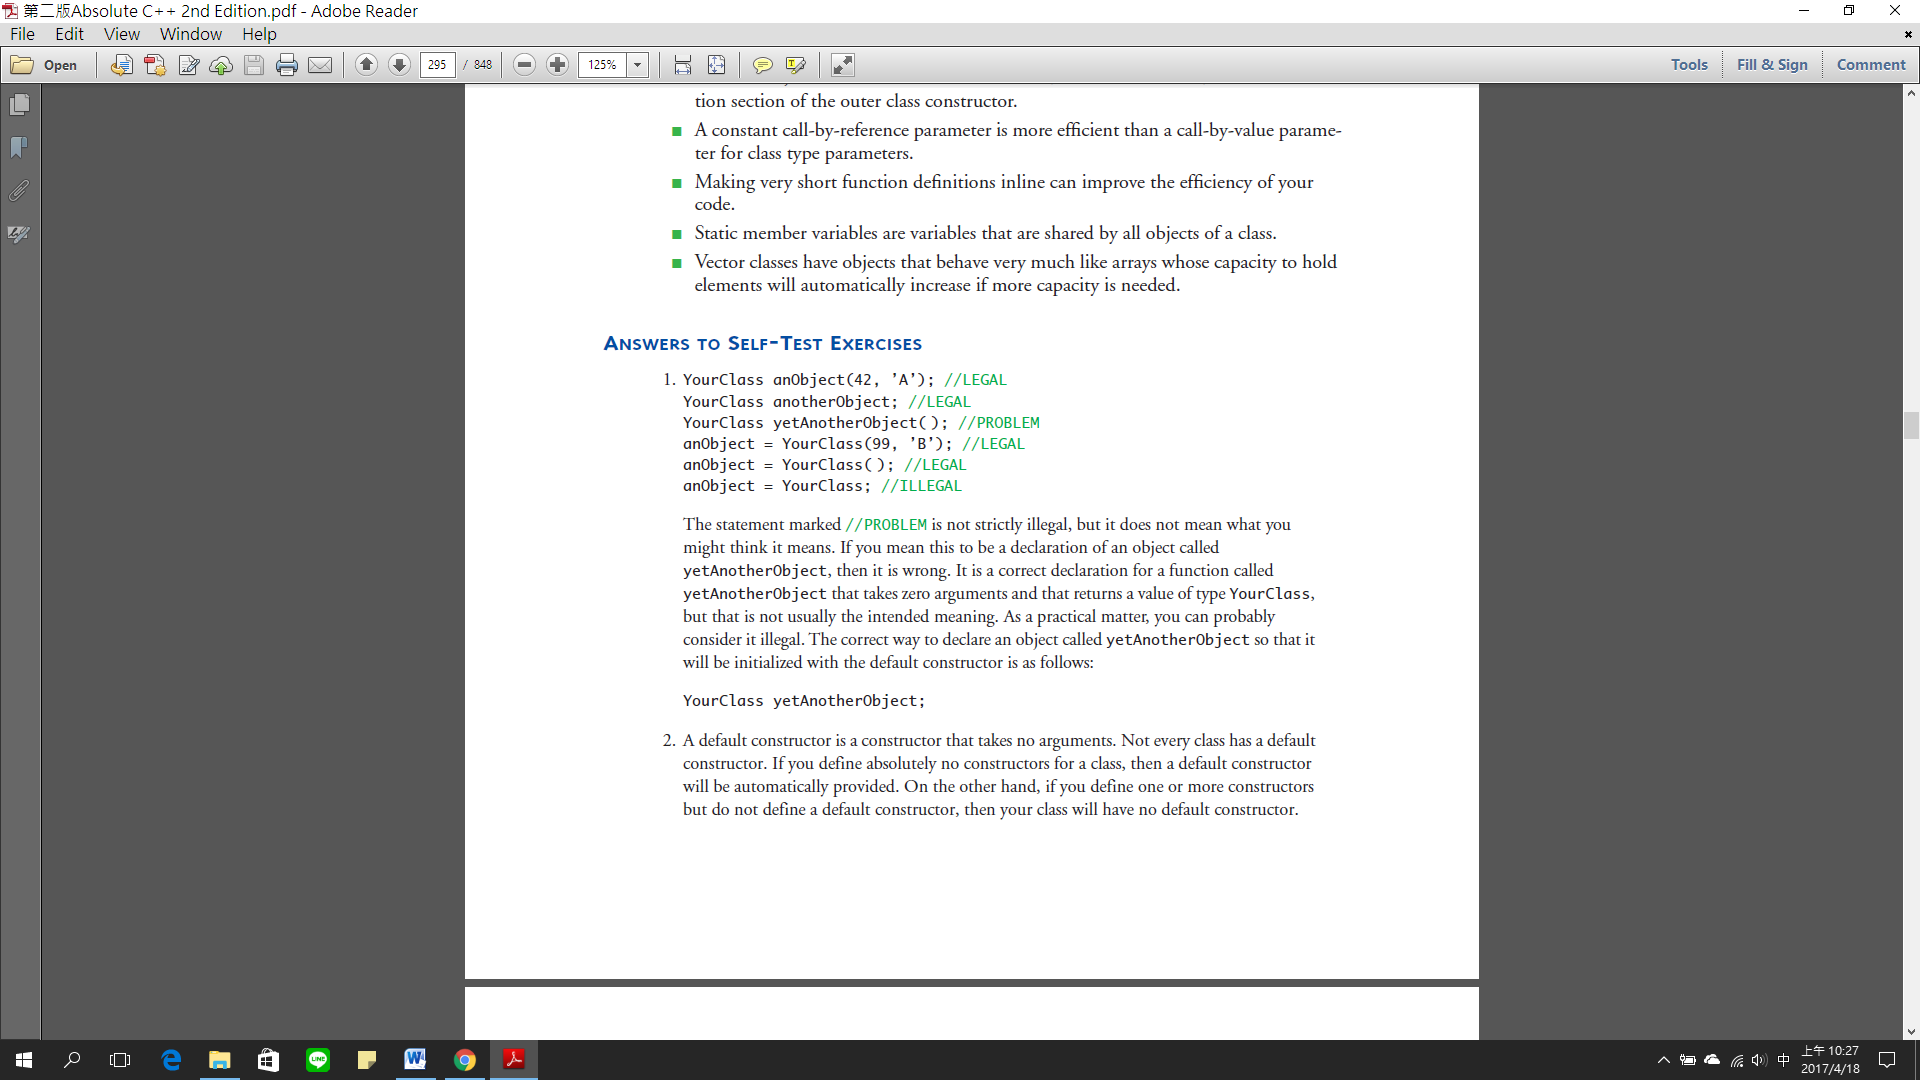 第二版Absolute C++ 2nd Edition.pdf - Adobe Reader
File Edit View Window Help
Open 295 / 848 125% Tools Fill & Sign Comment
tion section of the outer class constructor.
■ A constant call-by-reference parameter is more efficient than a call-by-value parame-
ter for class type parameters.
■ Making very short function definitions inline can improve the efficiency of your
code.
■ Static member variables are variables that are shared by all objects of a class.
■ Vector classes have objects that behave very much like arrays whose capacity to hold
elements will automatically increase if more capacity is needed.
ANSWERS TO SELF-TEST EXERCISES
1. YourClass anObject(42, ’A’); //LEGAL
YourClass anotherObject; //LEGAL
YourClass yetAnotherObject( ); //PROBLEM
anObject = YourClass(99, ’B’); //LEGAL
anObject = YourClass( ); //LEGAL
anObject = YourClass; //ILLEGAL
The statement marked //PROBLEM is not strictly illegal, but it does not mean what you
might think it means. If you mean this to be a declaration of an object called
yetAnotherObject, then it is wrong. It is a correct declaration for a function called
yetAnotherObject that takes zero arguments and that returns a value of type YourClass,
but that is not usually the intended meaning. As a practical matter, you can probably
consider it illegal. The correct way to declare an object called yetAnotherObject so that it
will be initialized with the default constructor is as follows:
YourClass yetAnotherObject;
2. A default constructor is a constructor that takes no arguments. Not every class has a default
constructor. If you define absolutely no constructors for a class, then a default constructor
will be automatically provided. On the other hand, if you define one or more constructors
but do not define a default constructor, then your class will have no default constructor.
中 上午 10:27
2017/4/18